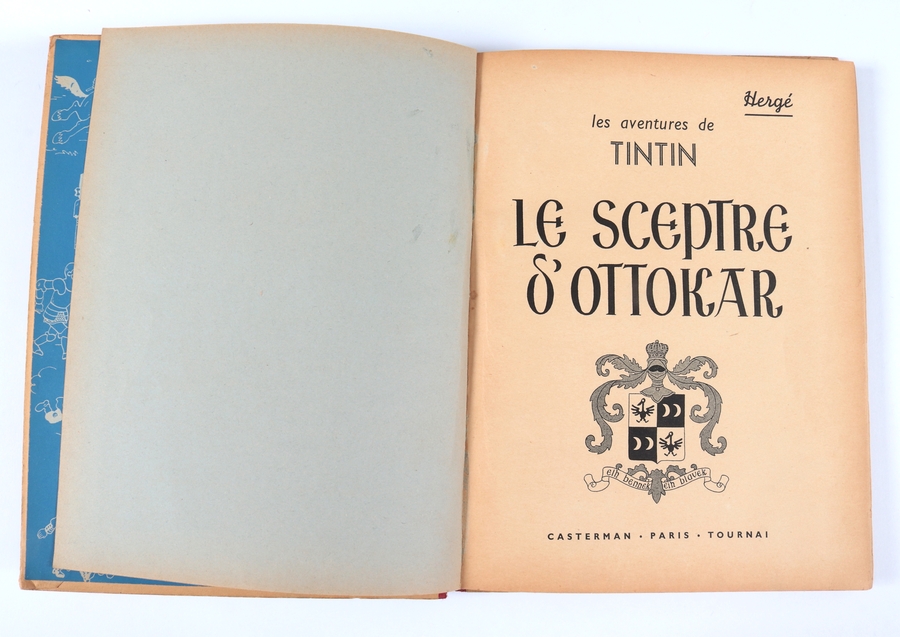 Hergé
les aventures de
TINTIN
LE SCEPTRE
D'OTTOKAR
eih bennek eih blavek
CASTERMAN • PARIS • TOURNAI